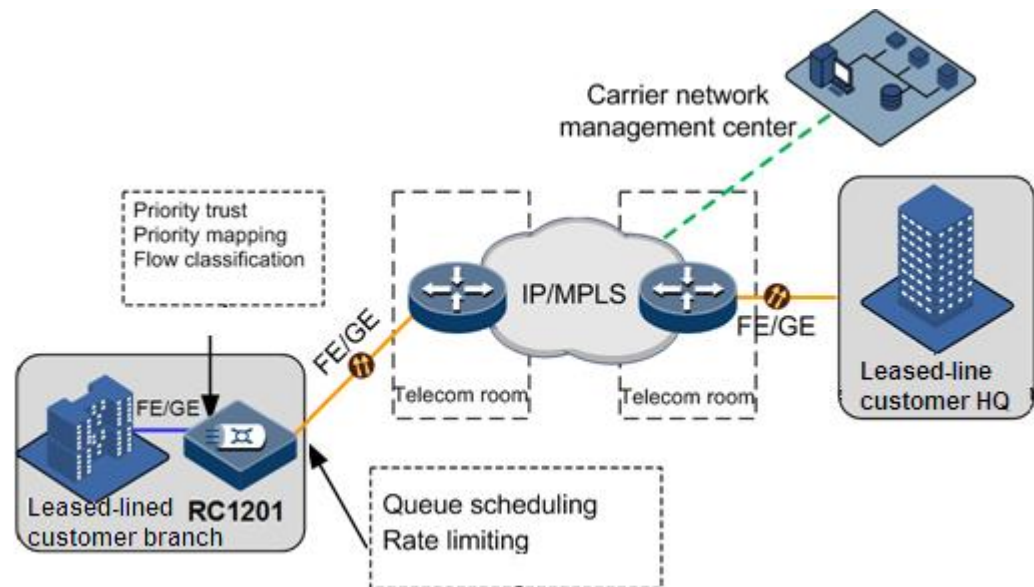 Carrier network
management center
Priority trust
Priority mapping
Flow classification
IP/MPLS
FE/GE
FE/GE
Telecom room
Telecom room
Leased-line
customer HQ
FE/GE
Leased-lined
customer branch
RC1201
Queue scheduling
Rate limiting